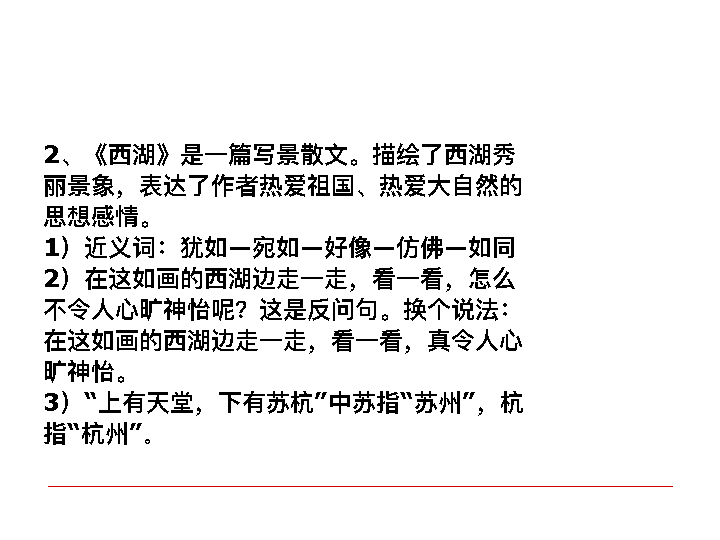 2、《西湖》是一篇写景散文。描绘了西湖秀
丽景象，表达了作者热爱祖国、热爱大自然的
思想感情。
1）近义词：犹如—宛如—好像—仿佛—如同
2）在这如画的西湖边走一走，看一看，怎么
不令人心旷神怡呢？这是反问句。换个说法：
在这如画的西湖边走一走，看一看，真令人心
旷神怡。
3）“上有天堂，下有苏杭”中苏指“苏州”，杭
指“杭州”。